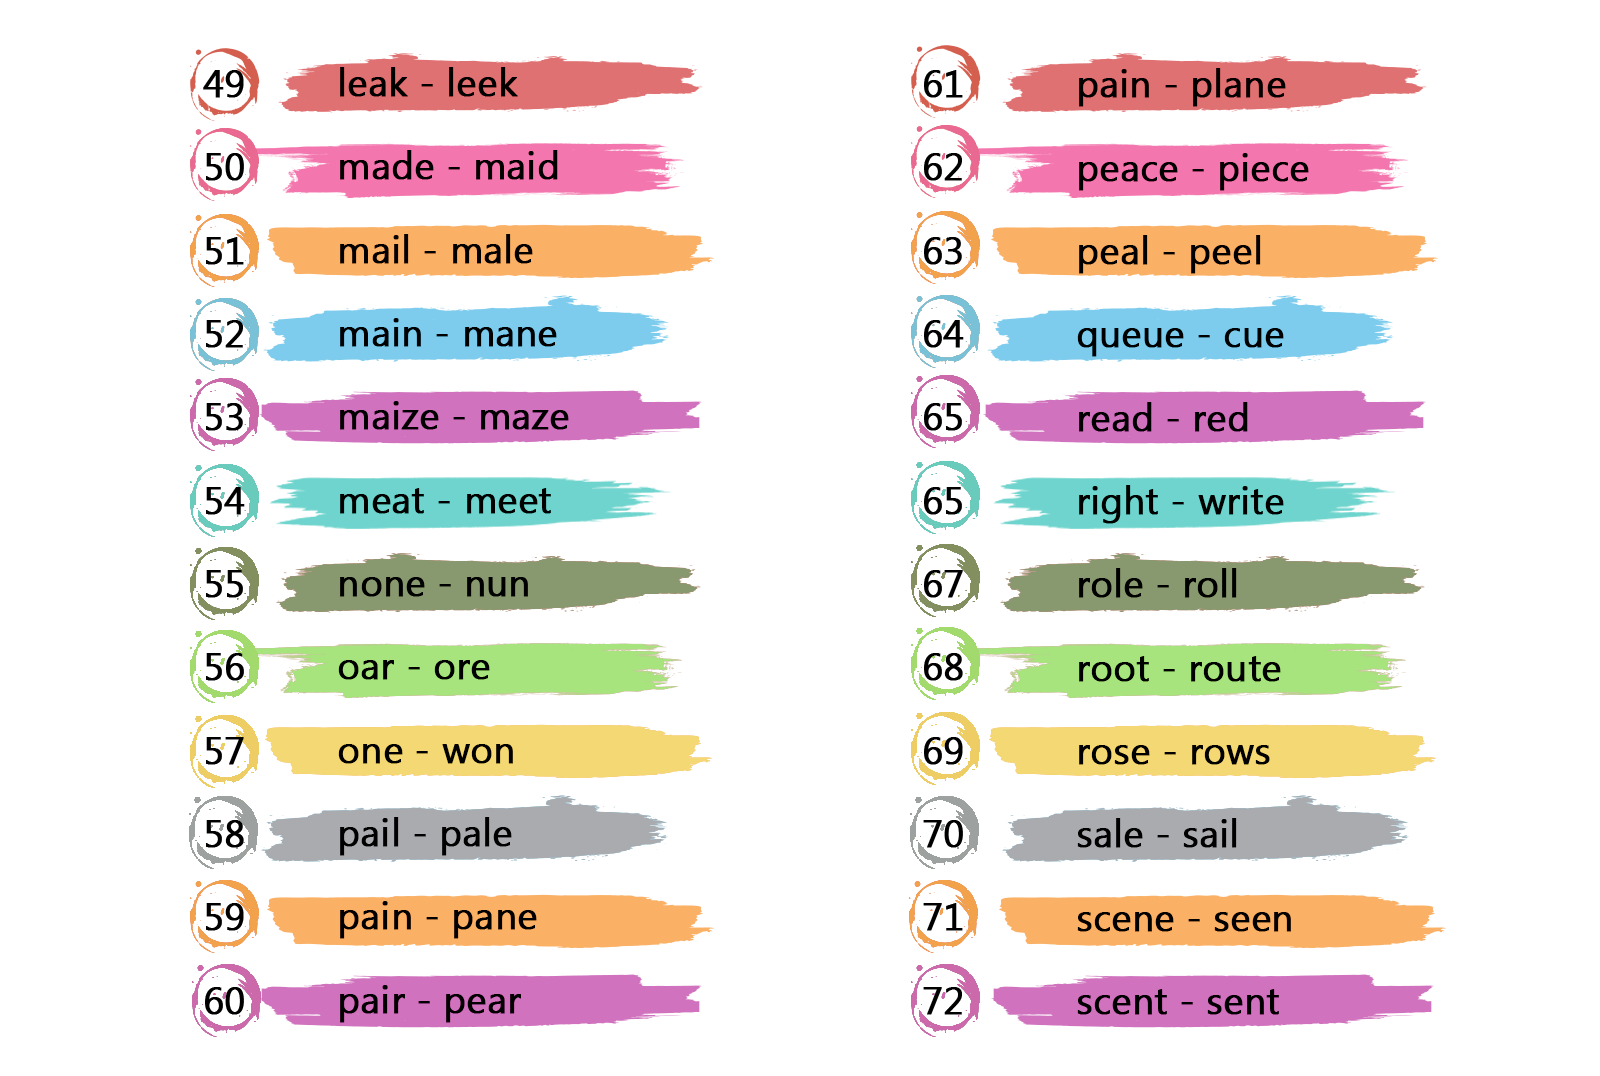 49 leak - leek
50 made - maid
51 mail - male
52 main - mane
53 maize - maze
54 meat - meet
55 none - nun
56 oar - ore
57 one - won
58 pail - pale
59 pain - pane
60 pair - pear
61 pain - plane
62 peace - piece
63 peal - peel
64 queue - cue
65 read - red
65 right - write
67 role - roll
68 root - route
69 rose - rows
70 sale - sail
71 scene - seen
72 scent - sent